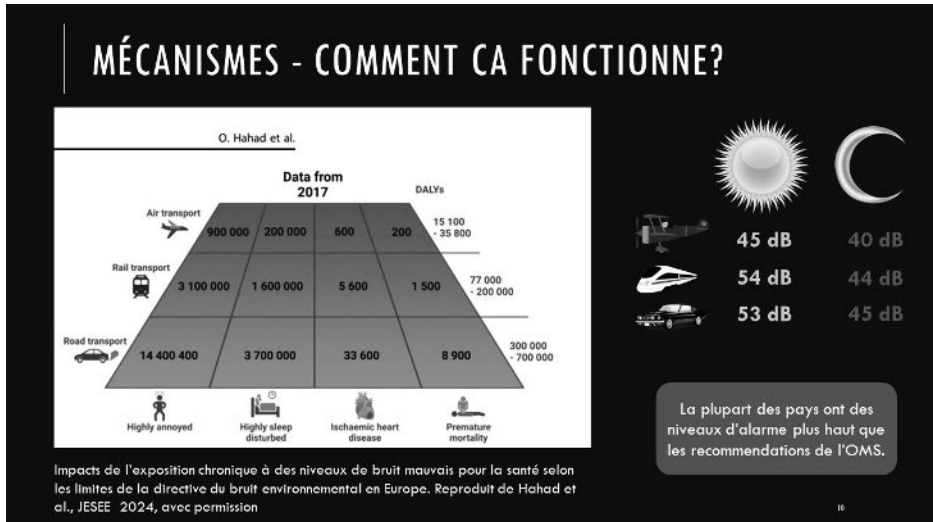 MÉCANISMES - COMMENT CA FONCTIONNE?
O. Hahad et al.
Data from
2017
DALYs
Air transport
900 000 200 000 600 200
15 100
- 35 800
Rail transport
3 100 000 1 600 000 5 600 1 500
77 000
- 200 000
Road transport
14 400 400 3 700 000 33 600 8 900
300 000
- 700 000
Highly annoyed
Highly sleep
disturbed
Ischaemic heart
disease
Premature
mortality
45 dB 40 dB
54 dB 44 dB
53 dB 45 dB
La plupart des pays ont des
niveaux d'alarme plus haut que
les recommendations de l'OMS.
Impacts de l'exposition chronique à des niveaux de bruit mauvais pour la santé selon
les limites de la directive du bruit environnemental en Europe. Reproduit de Hahad et
al., JESEE 2024, avec permission
10